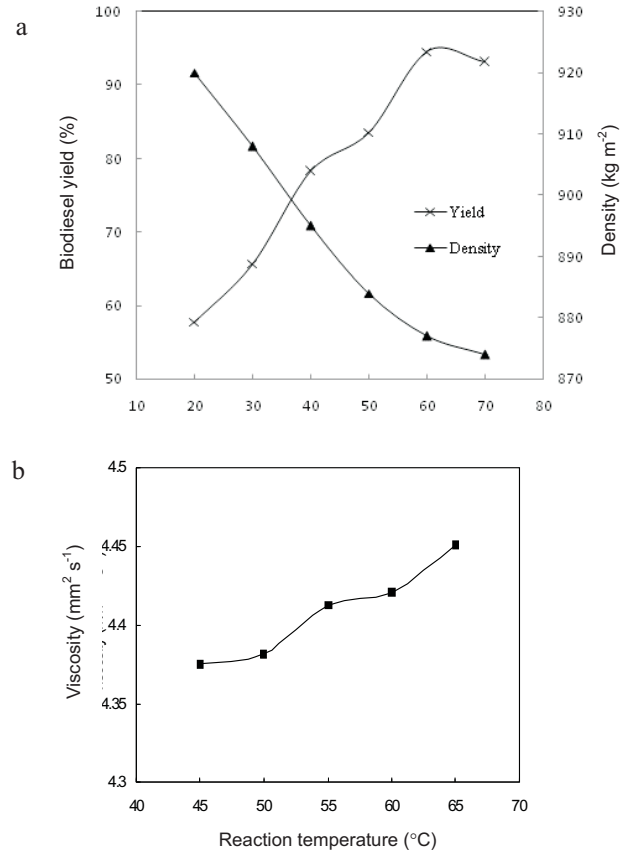 a
100
90
80
70
60
50
Biodiesel yield (%)
930
920
910
900
890
880
870
Density (kg m-2)
Yield
Density
10 20 30 40 50 60 70 80
b
4.5
4.45
4.4
4.35
4.3
Viscosity (mm2 s-1)
40 45 50 55 60 65 70
Reaction temperature (°C)